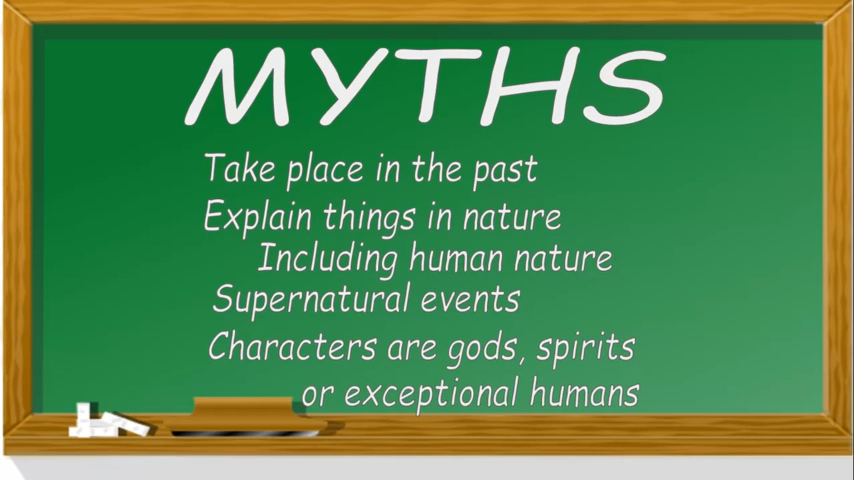 MYTHS
Take place in the past
Explain things in nature
Including human nature
Supernatural events
Characters are gods, spirits
or exceptional humans